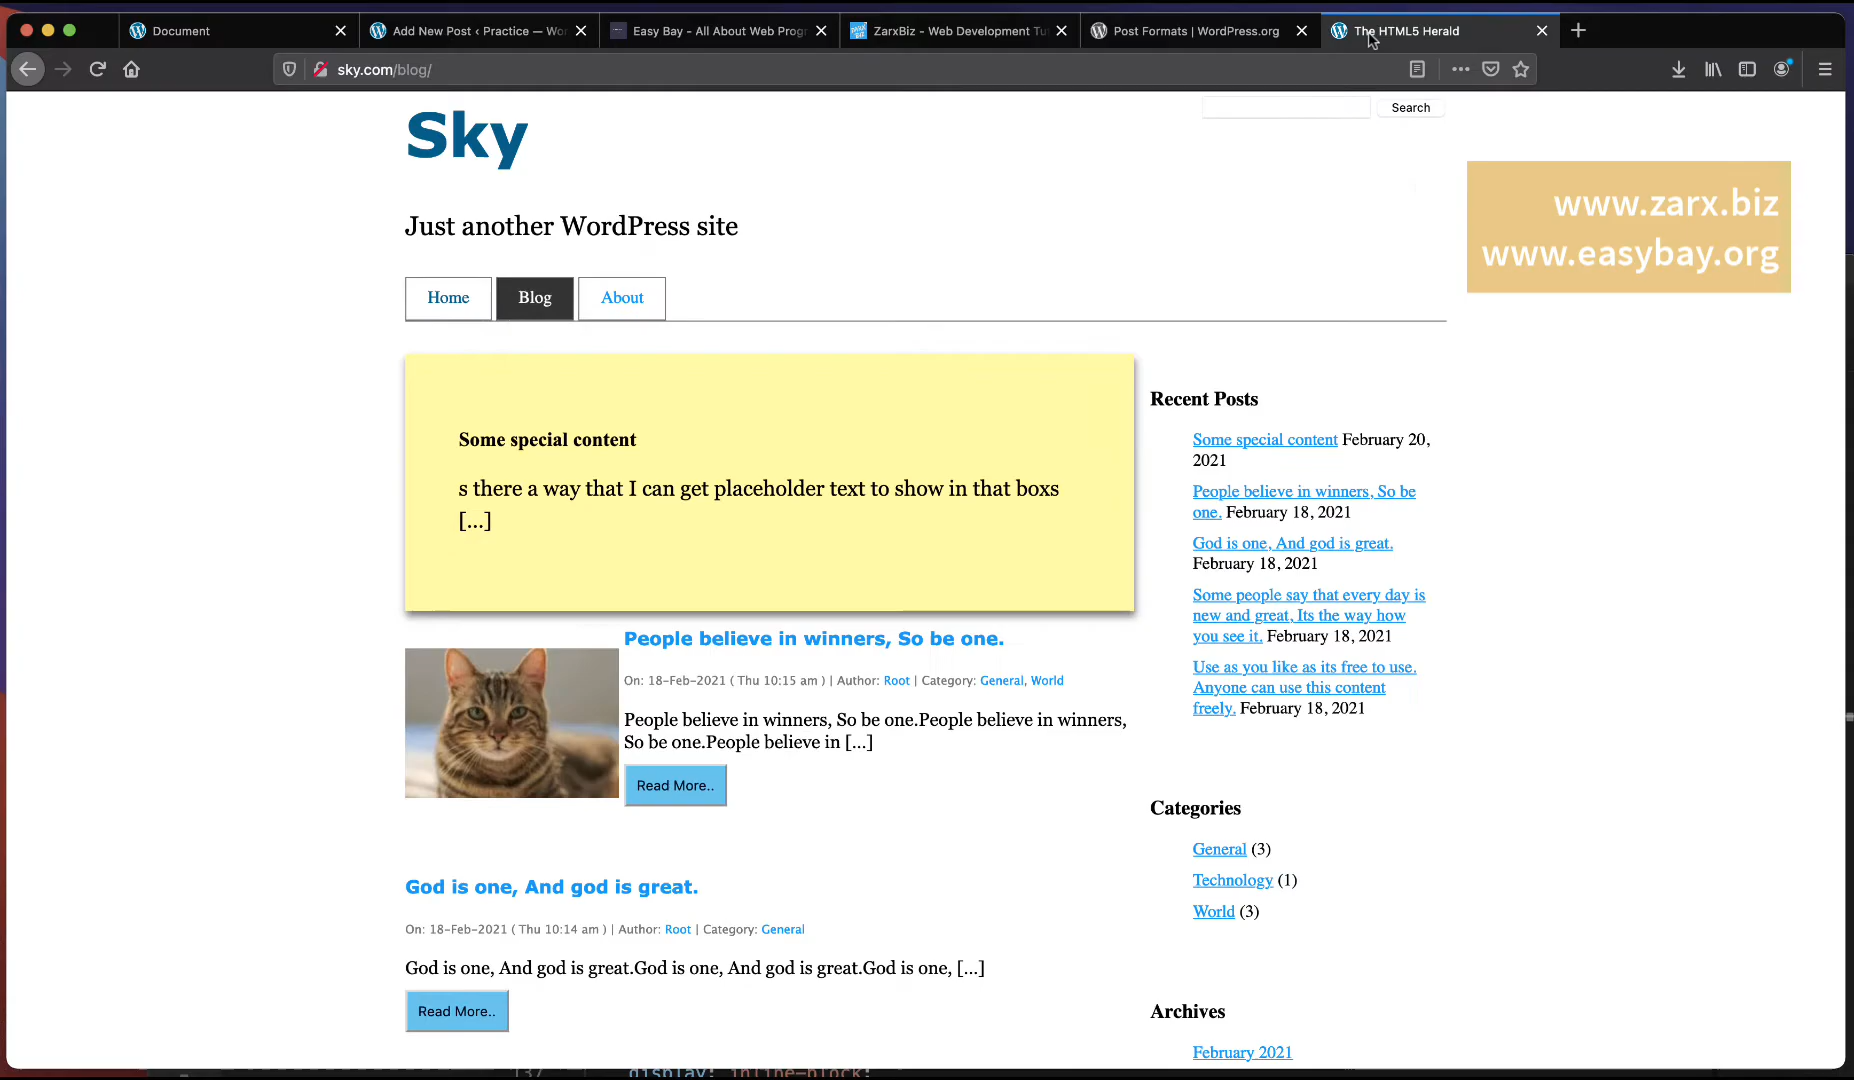 Document
Add New Post ‹ Practice — Wor
Easy Bay - All About Web Progr
ZarxBiz - Web Development Tut
Post Formats | WordPress.org
The HTML5 Herald
sky.com/blog/
Sky
Search
www.zarx.biz
www.easybay.org
Just another WordPress site
Home
Blog
About
Some special content
s there a way that I can get placeholder text to show in that boxs
[...]
People believe in winners, So be one.
On: 18-Feb-2021 ( Thu 10:15 am ) | Author: Root | Category: General, World
People believe in winners, So be one.People believe in winners,
So be one.People believe in [...]
Read More..
God is one, And god is great.
On: 18-Feb-2021 ( Thu 10:14 am ) | Author: Root | Category: General
God is one, And god is great.God is one, And god is great.God is one, [...]
Read More..
Recent Posts
Some special content February 20,
2021
People believe in winners, So be
one. February 18, 2021
God is one, And god is great.
February 18, 2021
Some people say that every day is
new and great, Its the way how
you see it. February 18, 2021
Use as you like as its free to use.
Anyone can use this content
freely. February 18, 2021
Categories
General (3)
Technology (1)
World (3)
Archives
February 2021
display: inline-block;